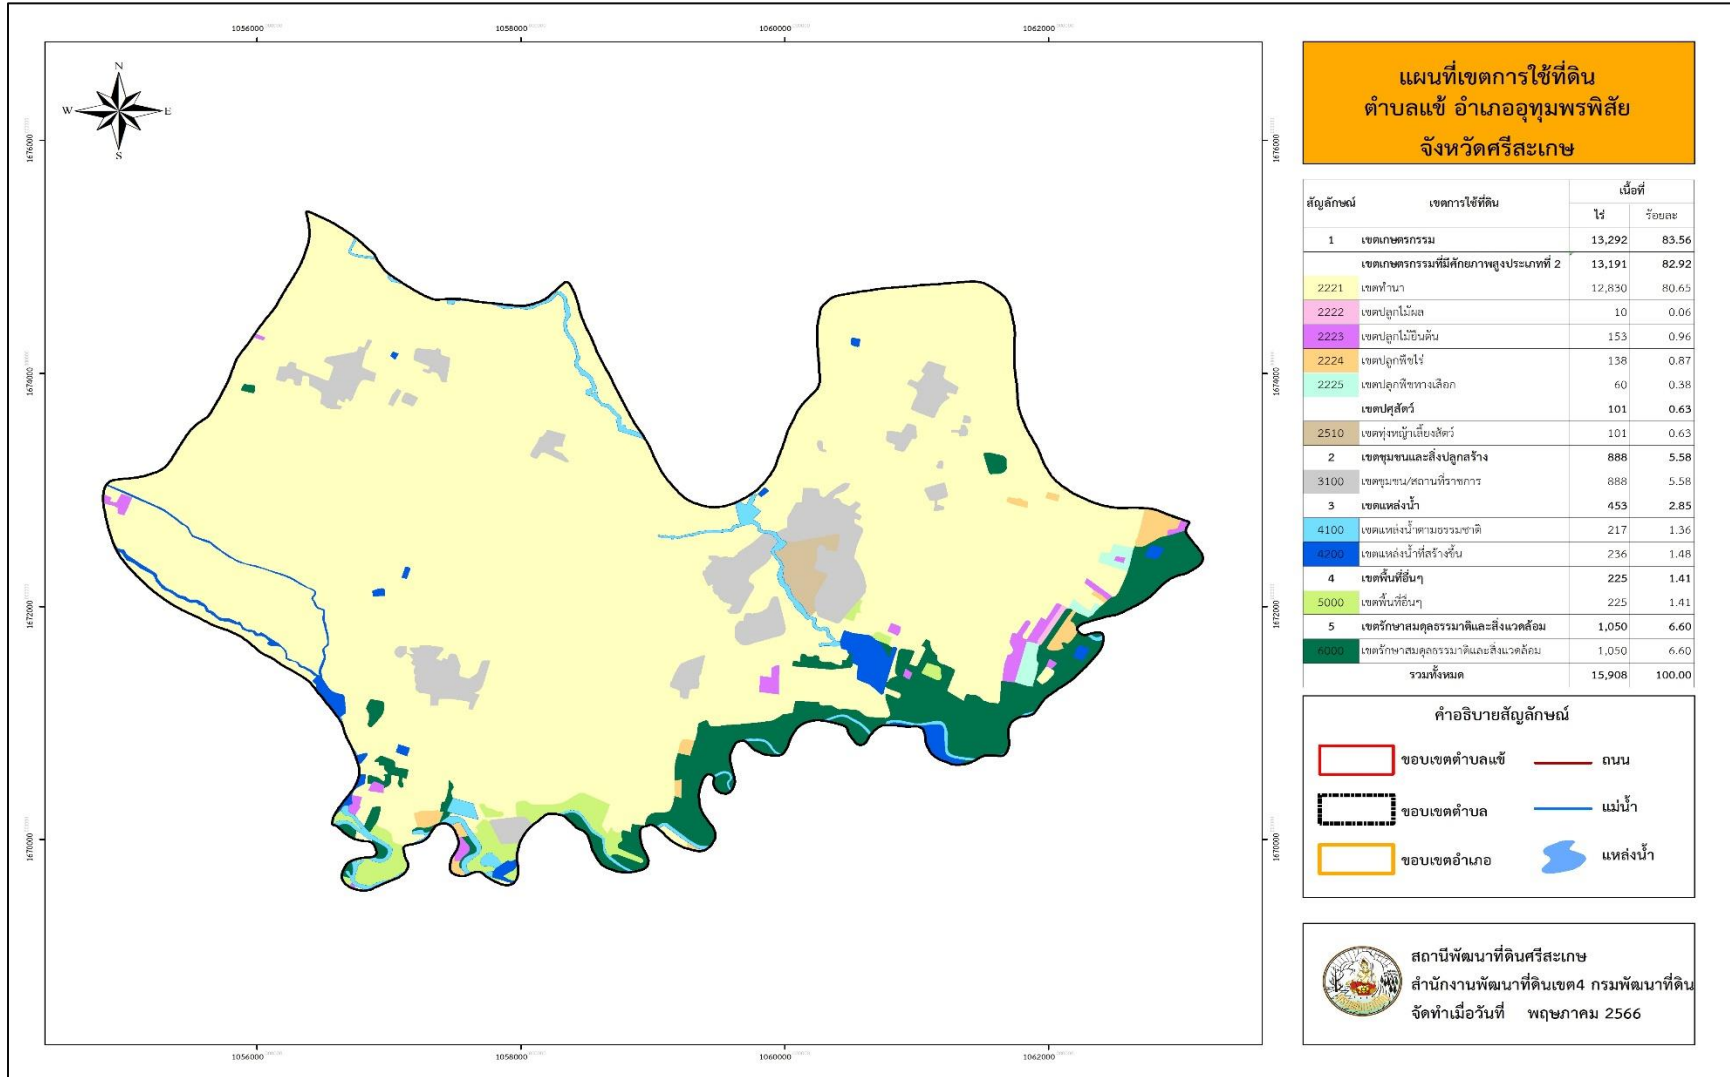 1056000 1058000 1060000 1062000
N
W E
S
1676000 1676000
1674000 1674000
1672000 1672000
1670000 1670000
1056000 1058000 1060000 1062000
แผนที่เขตการใช้ที่ดิน
ตำบลแข้ อำเภออุทุมพรพิสัย
จังหวัดศรีสะเกษ
สัญลักษณ์ เขตการใช้ที่ดิน เนื้อที่
ไร่ ร้อยละ
1 เขตเกษตรกรรม 13,292 83.56
เขตเกษตรกรรมที่มีศักยภาพสูงประเภทที่ 2 13,191 82.92
2221 เขตทำนา 12,830 80.65
2222 เขตปลูกไม้ผล 10 0.06
2223 เขตปลูกไม้ยืนต้น 153 0.96
2224 เขตปลูกพืชไร่ 138 0.87
2225 เขตปลูกพืชทางเลือก 60 0.38
เขตปศุสัตว์ 101 0.63
2510 เขตทุ่งหญ้าเลี้ยงสัตว์ 101 0.63
2 เขตชุมชนและสิ่งปลูกสร้าง 888 5.58
3100 เขตชุมชน/สถานที่ราชการ 888 5.58
3 เขตแหล่งน้ำ 453 2.85
4100 เขตแหล่งน้ำตามธรรมชาติ 217 1.36
4200 เขตแหล่งน้ำที่สร้างขึ้น 236 1.48
4 เขตพื้นที่อื่นๆ 225 1.41
5000 เขตพื้นที่อื่นๆ 225 1.41
5 เขตรักษาสมดุลธรรมาติและสิ่งแวดล้อม 1,050 6.60
6000 เขตรักษาสมดุลธรรมาติและสิ่งแวดล้อม 1,050 6.60
รวมทั้งหมด 15,908 100.00
คำอธิบายสัญลักษณ์
ขอบเขตตำบลแข้ ถนน
ขอบเขตตำบล แม่น้ำ
ขอบเขตอำเภอ แหล่งน้ำ
สถานีพัฒนาที่ดินศรีสะเกษ
สำนักงานพัฒนาที่ดินเขต4 กรมพัฒนาที่ดิน
จัดทำเมื่อวันที่ พฤษภาคม 2566